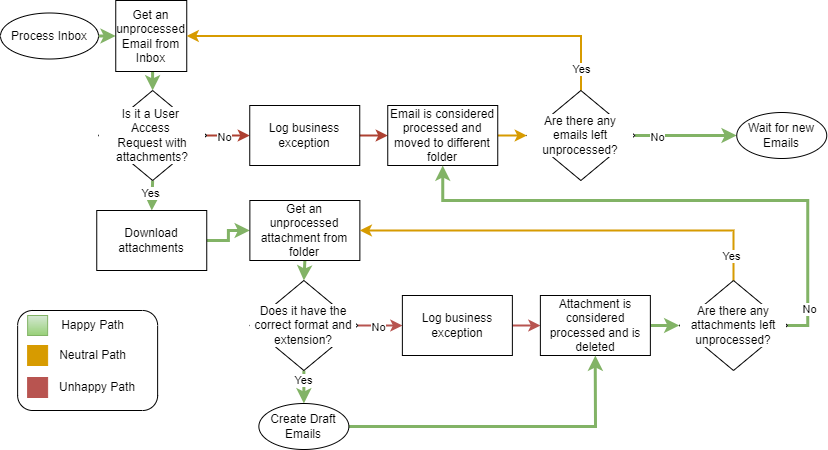 Process Inbox
Get an
unprocessed
Email from
Inbox
Yes
Is it a User
Access
Request with
attachments?
No
Log business
exception
Email is considered
processed and
moved to different
folder
Are there any
emails left
unprocessed?
No
Wait for new
Emails
Yes
Download
attachments
Get an
unprocessed
attachment from
folder
Yes
Does it have the
correct format and
extension?
No
Log business
exception
Attachment is
considered
processed and is
deleted
Are there any
attachments left
unprocessed?
No
Yes
Create Draft
Emails
Happy Path
Neutral Path
Unhappy Path